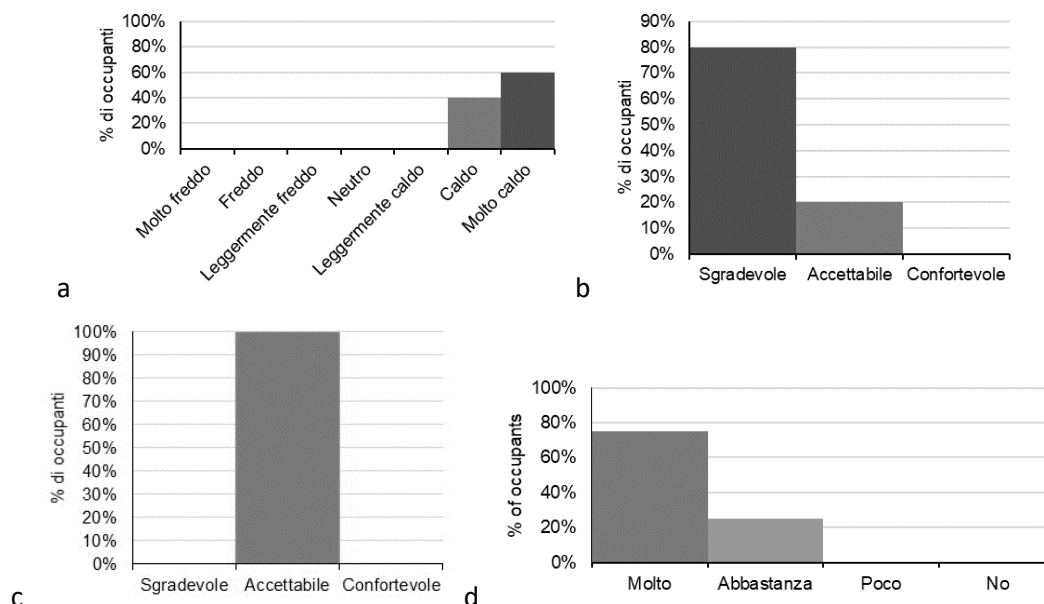 % di occupanti
100%
80%
60%
40%
20%
0%
Molto freddo
Freddo
Leggermente freddo
Neutro
Leggermente caldo
Caldo
Molto caldo
a
% di occupanti
90%
80%
70%
60%
50%
40%
30%
20%
10%
0%
Sgradevole Accettabile Confortevole
b
% di occupanti
100%
90%
80%
70%
60%
50%
40%
30%
20%
10%
0%
Sgradevole Accettabile Confortevole
c
% of occupants
100%
80%
60%
40%
20%
0%
Molto Abbastanza Poco No
d